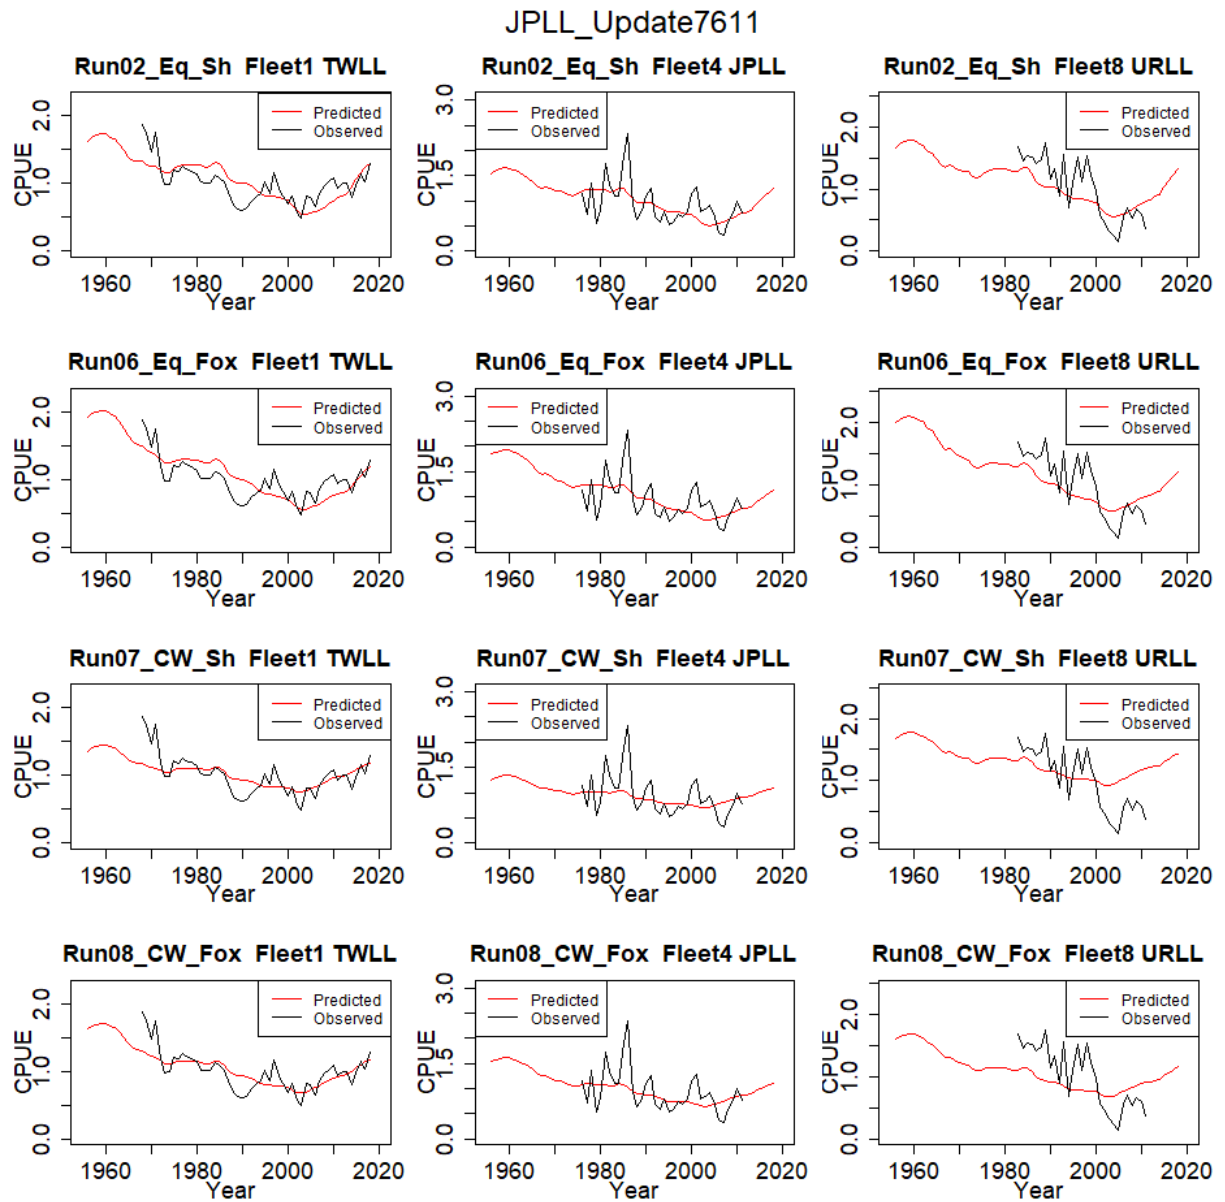 JPLL_Update7611
Run02_Eq_Sh Fleet1 TWLL
CPUE
0.0 1.0 2.0
Predicted
Observed
1960 1980 2000 2020
Year
Run02_Eq_Sh Fleet4 JPLL
CPUE
0.0 1.5 3.0
Predicted
Observed
1960 1980 2000 2020
Year
Run02_Eq_Sh Fleet8 URLL
CPUE
0.0 1.0 2.0
Predicted
Observed
1960 1980 2000 2020
Year
Run06_Eq_Fox Fleet1 TWLL
CPUE
0.0 1.0 2.0
Predicted
Observed
1960 1980 2000 2020
Year
Run06_Eq_Fox Fleet4 JPLL
CPUE
0.0 1.5 3.0
Predicted
Observed
1960 1980 2000 2020
Year
Run06_Eq_Fox Fleet8 URLL
CPUE
0.0 1.0 2.0
Predicted
Observed
1960 1980 2000 2020
Year
Run07_CW_Sh Fleet1 TWLL
CPUE
0.0 1.0 2.0
Predicted
Observed
1960 1980 2000 2020
Year
Run07_CW_Sh Fleet4 JPLL
CPUE
0.0 1.5 3.0
Predicted
Observed
1960 1980 2000 2020
Year
Run07_CW_Sh Fleet8 URLL
CPUE
0.0 1.0 2.0
Predicted
Observed
1960 1980 2000 2020
Year
Run08_CW_Fox Fleet1 TWLL
CPUE
0.0 1.0 2.0
Predicted
Observed
1960 1980 2000 2020
Year
Run08_CW_Fox Fleet4 JPLL
CPUE
0.0 1.5 3.0
Predicted
Observed
1960 1980 2000 2020
Year
Run08_CW_Fox Fleet8 URLL
CPUE
0.0 1.0 2.0
Predicted
Observed
1960 1980 2000 2020
Year